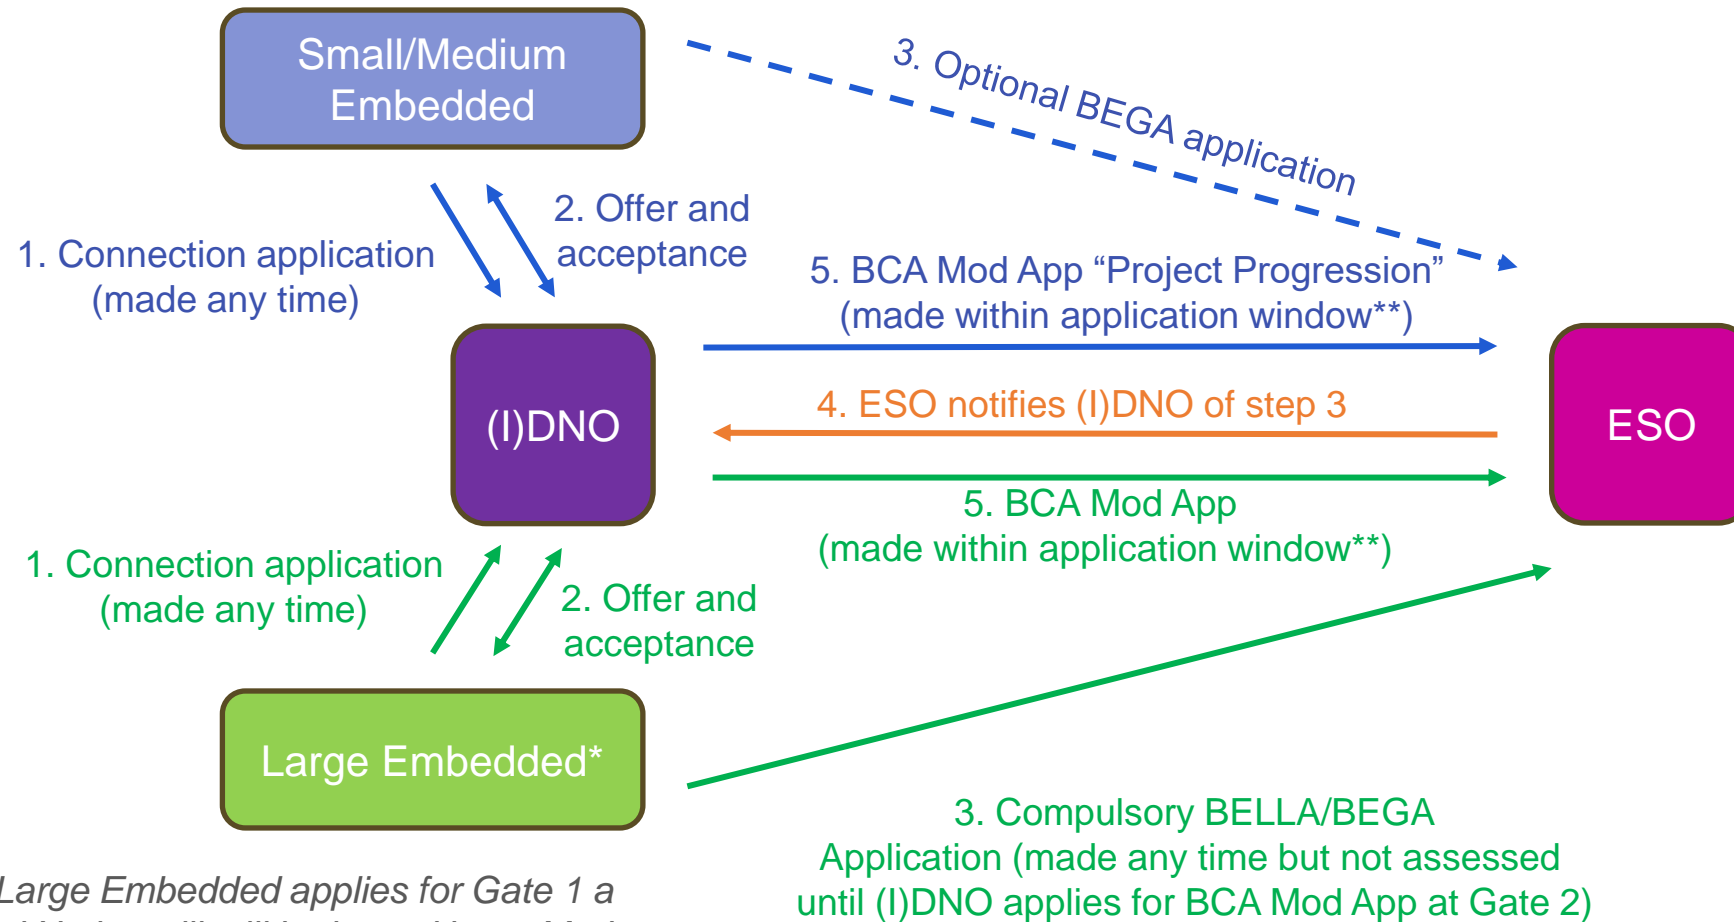 Small/Medium
Embedded
3. Optional BEGA application
1. Connection application
(made any time)
2. Offer and
acceptance
5. BCA Mod App “Project Progression”
(made within application window**)
(I)DNO
4. ESO notifies (I)DNO of step 3
ESO
5. BCA Mod App
(made within application window**)
1. Connection application
(made any time)
2. Offer and
acceptance
Large Embedded*
3. Compulsory BELLA/BEGA
Application (made any time but not assessed
until (I)DNO applies for BCA Mod App at Gate 2)
Large Embedded applies for Gate 1 a